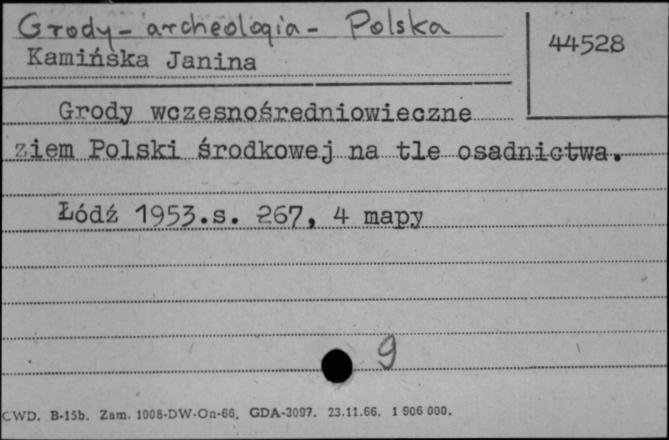 Grody - archeologia - Polska
44528
Kamińska Janina
Grody wczesnośredniowieczne
ziem Polski środkowej na tle osadnictwa.
Łódź 1953.s. 267, 4 mapy
9
CWD. B-15b. Zam. 1008-DW-On-66. GDA-3097. 23.11.66. 1 906 000.